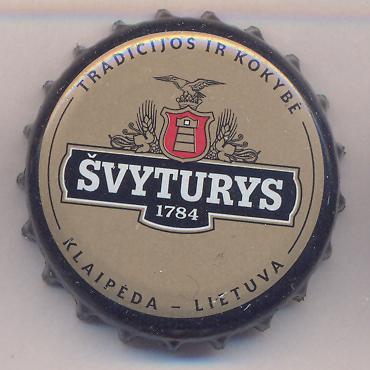 TRADICIJOS IR KOKYBĖ
ŠVYTURYS
1784
KLAIPĖDA – LIETUVA